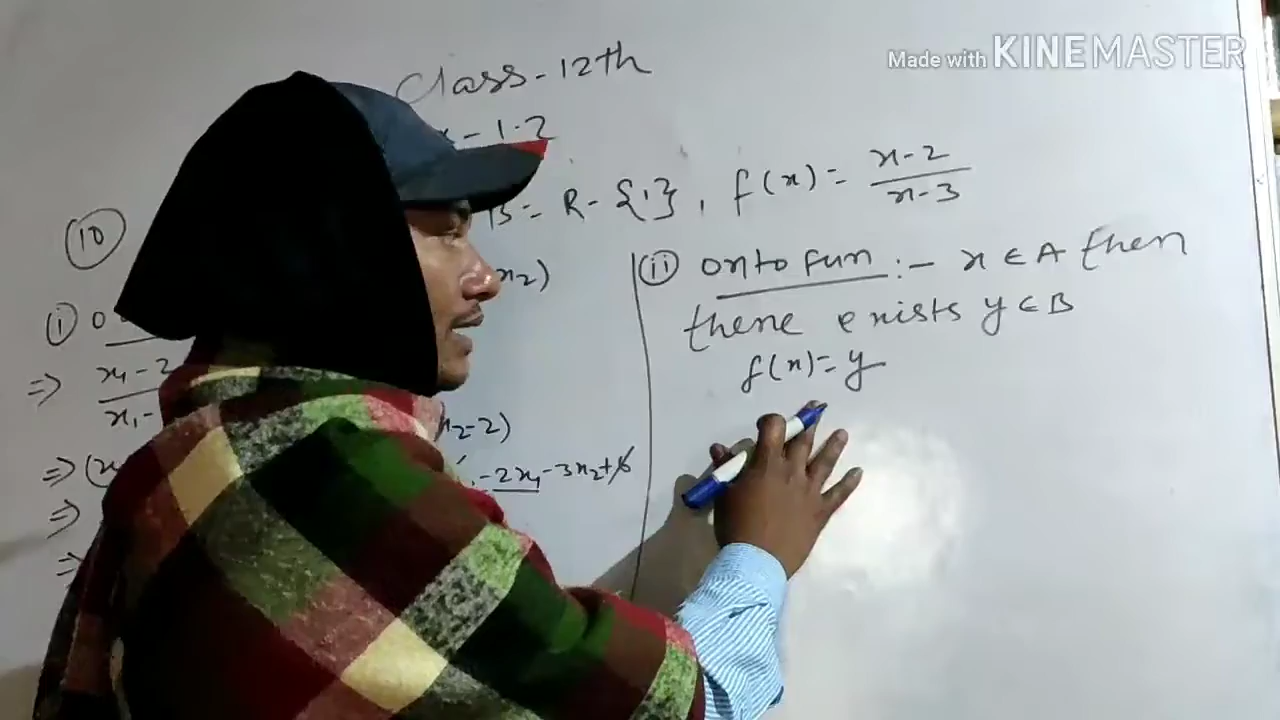 Made with KINEMASTER
Class-12th
- 1.2
10
B = R - {1}, f(x) = x-2/x-3
i
x₂)
⇒ x₁-2
x₁-
x₂-2)
⇒ (x
-2x₁-3x₂+6
⇒
⇒
ii onto fun :- x ∈ A then
there exists y ∈ B
f(x) = y